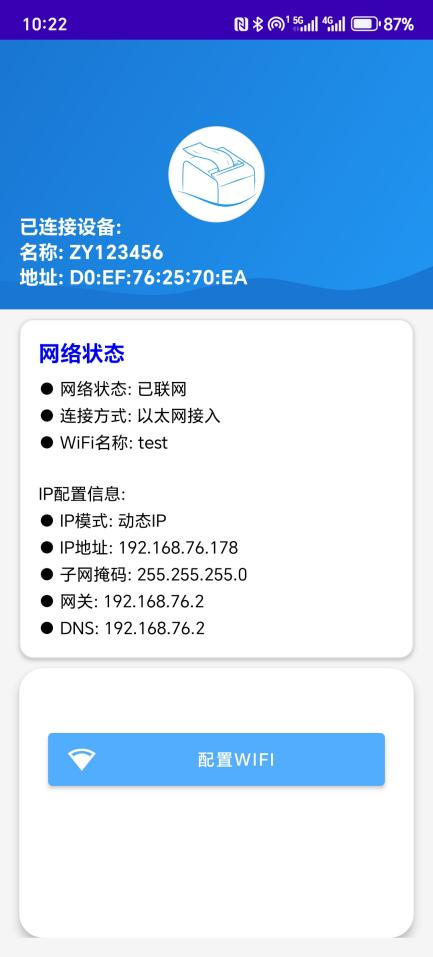 10:22
1 5G 4G 87%
已连接设备:
名称: ZY123456
地址: D0:EF:76:25:70:EA
网络状态
● 网络状态: 已联网
● 连接方式: 以太网接入
● WiFi名称: test
IP配置信息:
● IP模式: 动态IP
● IP地址: 192.168.76.178
● 子网掩码: 255.255.255.0
● 网关: 192.168.76.2
● DNS: 192.168.76.2
配置WIFI